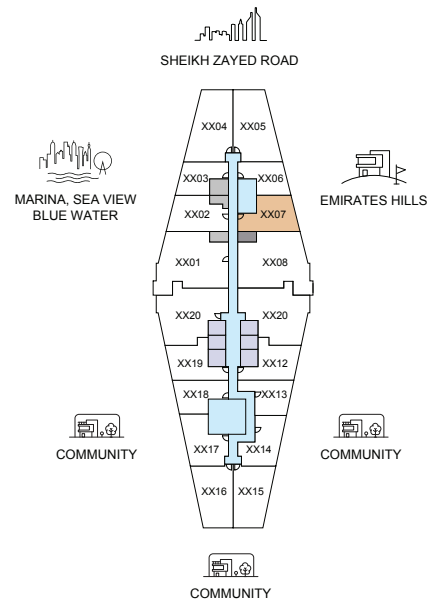 SHEIKH ZAYED ROAD
XX04 XX05
XX03 XX06
MARINA, SEA VIEW
BLUE WATER
EMIRATES HILLS
XX02 XX07
XX01 XX08
XX20 XX20
XX19 XX12
XX18 XX13
XX17 XX14
COMMUNITY COMMUNITY
XX16 XX15
COMMUNITY